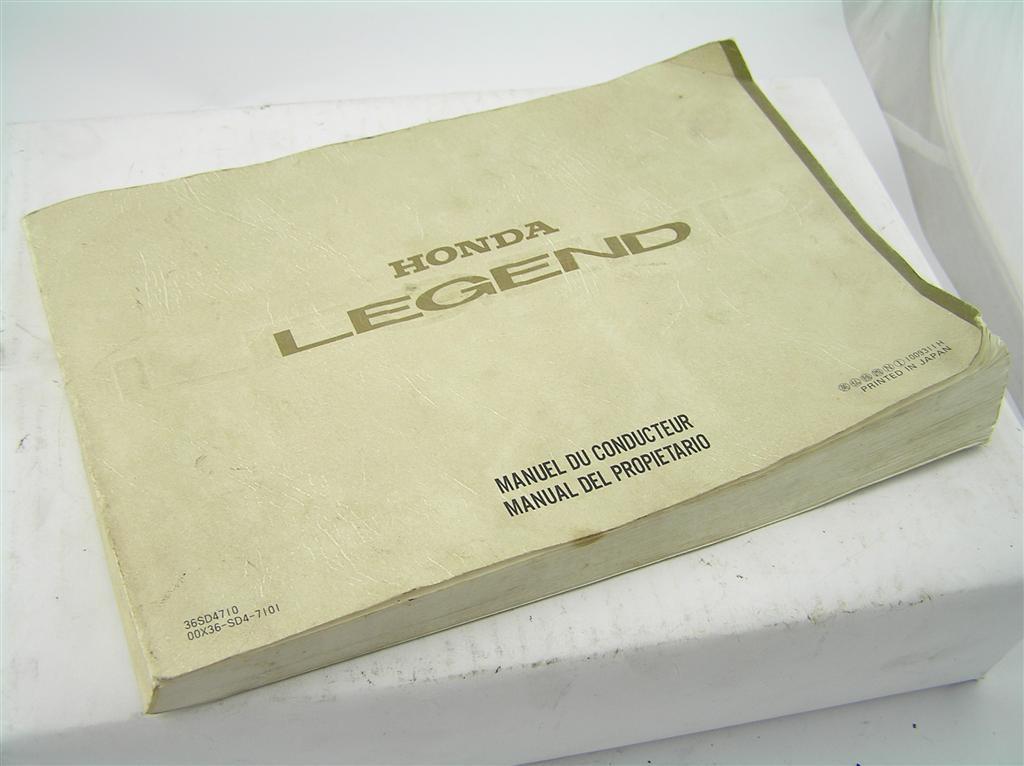 HONDA
LEGEND
MANUEL DU CONDUCTEUR
MANUAL DEL PROPIETARIO
PRINTED IN JAPAN
36SD4710
00X36-SD4-7101